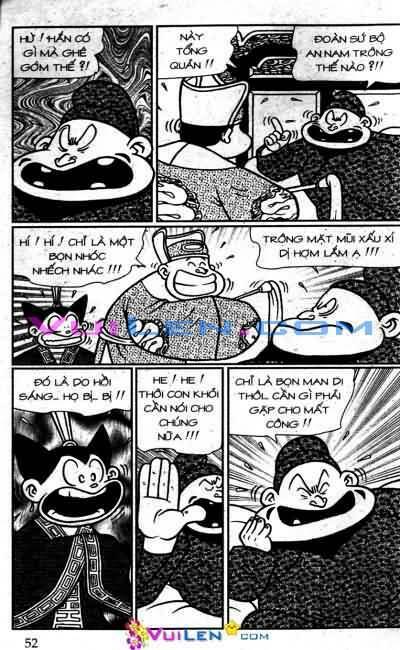 HỪ! HẮN CÓ
GÌ MÀ GHÊ
GỚM THẾ ?!
NÀY
TỔNG
QUẢN !!
ĐOÀN SỨ BỘ
AN NAM TRÔNG
THẾ NÀO ?!!
HÍ! HÍ! CHỈ LÀ MỘT
BỌN NHÓC
NHẾCH NHÁC !!!
TRÔNG MẶT MŨI XẤU XÍ
DỊ HỢM LẮM Ạ !!!
VUILEN.COM
ĐÓ LÀ DO HỒI
SÁNG... HỌ BỊ... BỊ !!
HE! HE!
THÔI CON KHỎI
CẦN NÓI CHO
CHÚNG
NỮA !!!
CHỈ LÀ BỌN MAN DI
THÔI, CẦN GÌ PHẢI
GẶP CHO MẤT
CÔNG !!
52
VUILEN.COM